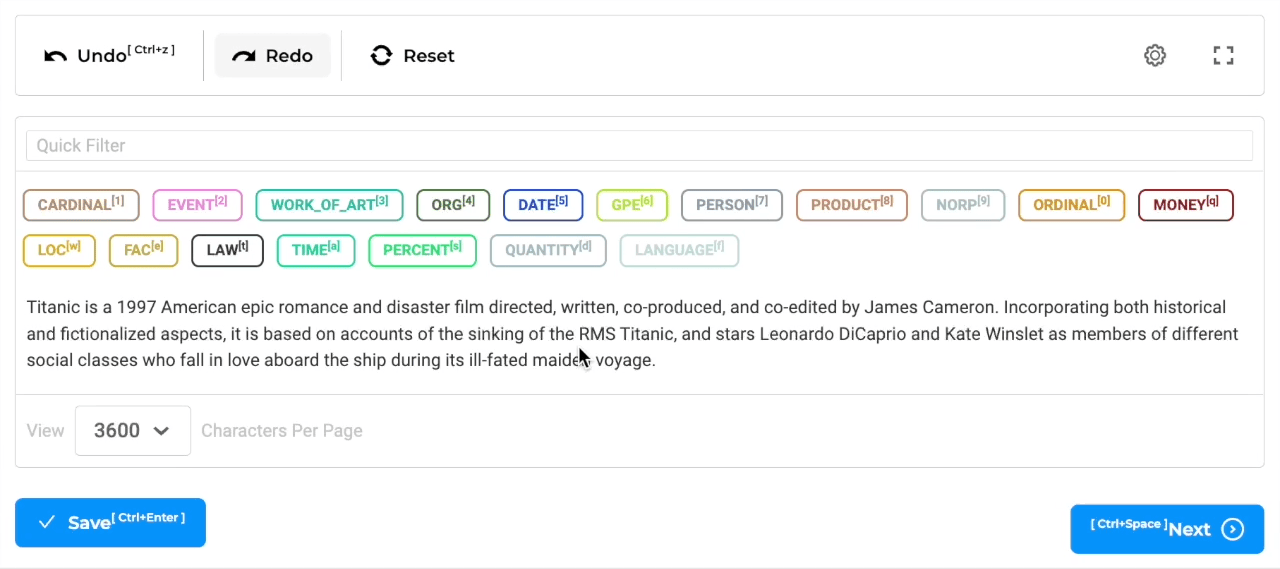 Undo[ Ctrl+z ] Redo Reset
Quick Filter
CARDINAL[1] EVENT[2] WORK_OF_ART[3] ORG[4] DATE[5] GPE[6] PERSON[7] PRODUCT[8] NORP[9] ORDINAL[0] MONEY[q]
LOC[w] FAC[e] LAW[t] TIME[a] PERCENT[s] QUANTITY[d] LANGUAGE[f]
Titanic is a 1997 American epic romance and disaster film directed, written, co-produced, and co-edited by James Cameron. Incorporating both historical
and fictionalized aspects, it is based on accounts of the sinking of the RMS Titanic, and stars Leonardo DiCaprio and Kate Winslet as members of different
social classes who fall in love aboard the ship during its ill-fated maiden voyage.
View 3600 Characters Per Page
Save[ Ctrl+Enter ]
[ Ctrl+Space ]Next